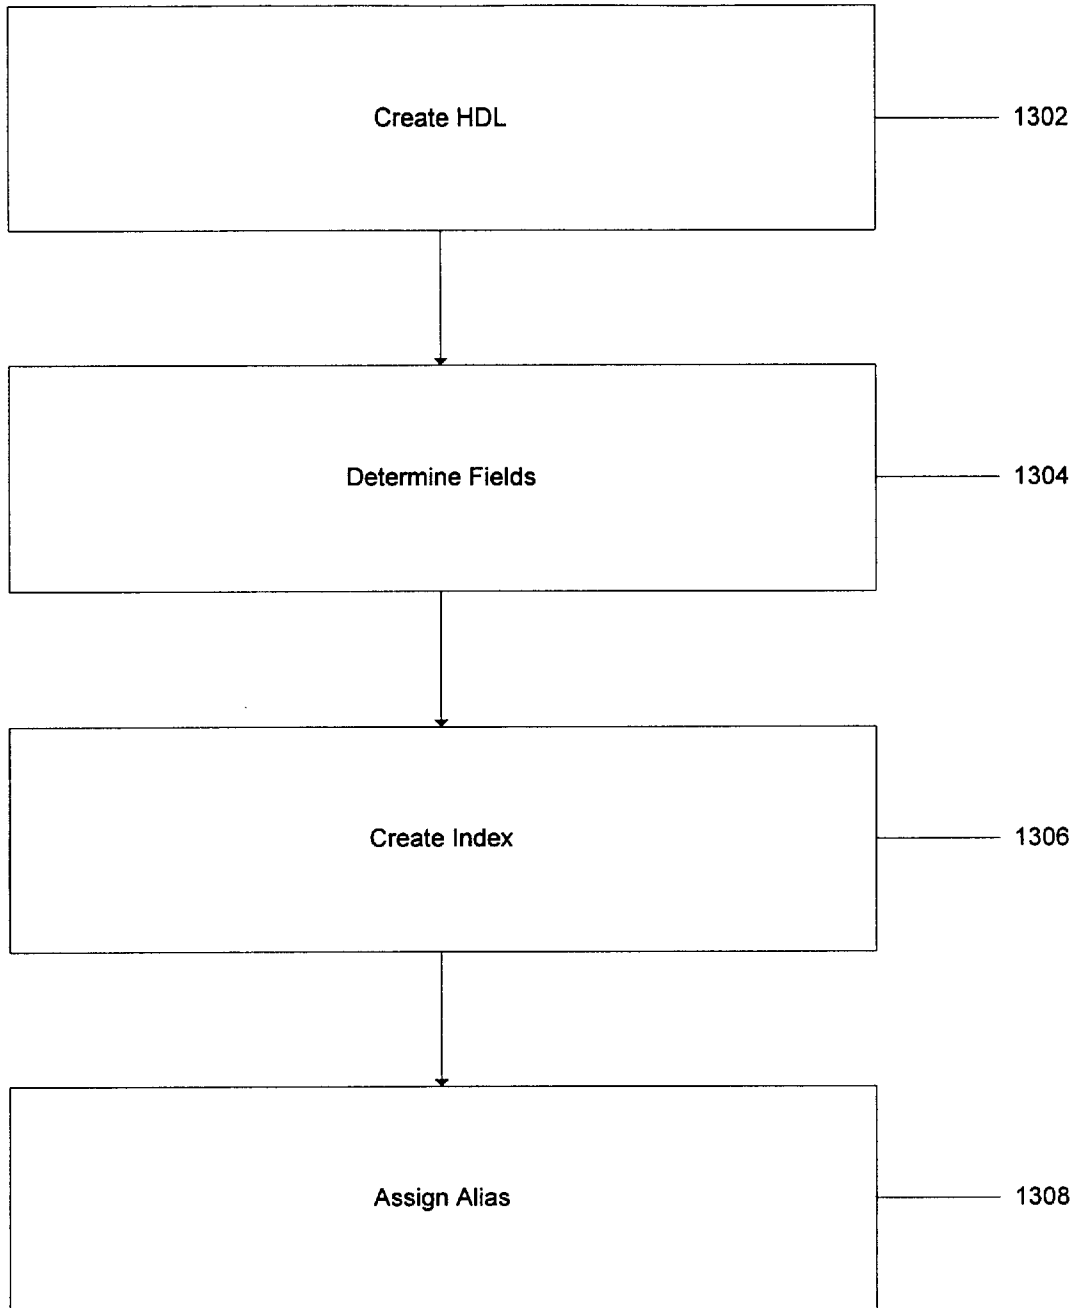 Create HDL
1302
Determine Fields
1304
Create Index
1306
Assign Alias
1308